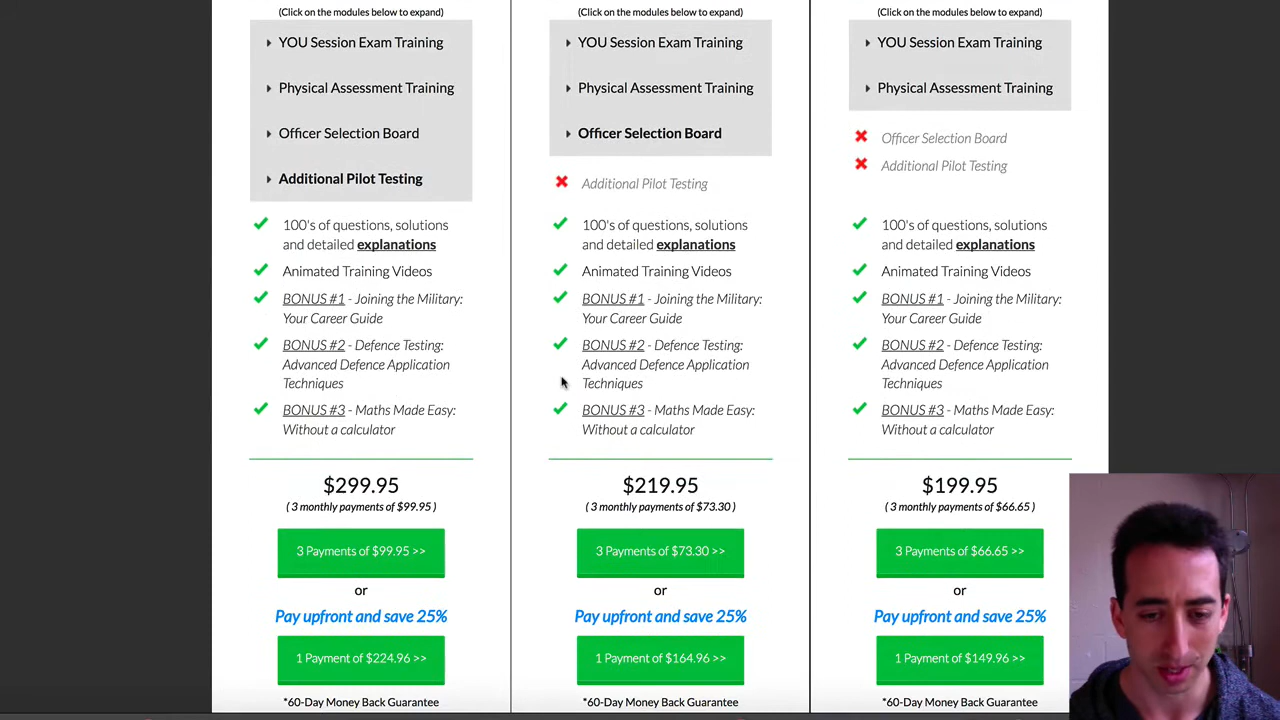 (Click on the modules below to expand)
YOU Session Exam Training
Physical Assessment Training
Officer Selection Board
Additional Pilot Testing
100's of questions, solutions
and detailed explanations
Animated Training Videos
BONUS #1 - Joining the Military:
Your Career Guide
BONUS #2 - Defence Testing:
Advanced Defence Application
Techniques
BONUS #3 - Maths Made Easy:
Without a calculator
$299.95
( 3 monthly payments of $99.95 )
3 Payments of $99.95 >>
or
Pay upfront and save 25%
1 Payment of $224.96 >>
*60-Day Money Back Guarantee
(Click on the modules below to expand)
YOU Session Exam Training
Physical Assessment Training
Officer Selection Board
Additional Pilot Testing
100's of questions, solutions
and detailed explanations
Animated Training Videos
BONUS #1 - Joining the Military:
Your Career Guide
BONUS #2 - Defence Testing:
Advanced Defence Application
Techniques
BONUS #3 - Maths Made Easy:
Without a calculator
$219.95
( 3 monthly payments of $73.30 )
3 Payments of $73.30 >>
or
Pay upfront and save 25%
1 Payment of $164.96 >>
*60-Day Money Back Guarantee
(Click on the modules below to expand)
YOU Session Exam Training
Physical Assessment Training
Officer Selection Board
Additional Pilot Testing
100's of questions, solutions
and detailed explanations
Animated Training Videos
BONUS #1 - Joining the Military:
Your Career Guide
BONUS #2 - Defence Testing:
Advanced Defence Application
Techniques
BONUS #3 - Maths Made Easy:
Without a calculator
$199.95
( 3 monthly payments of $66.65 )
3 Payments of $66.65 >>
or
Pay upfront and save 25%
1 Payment of $149.96 >>
*60-Day Money Back Guarantee